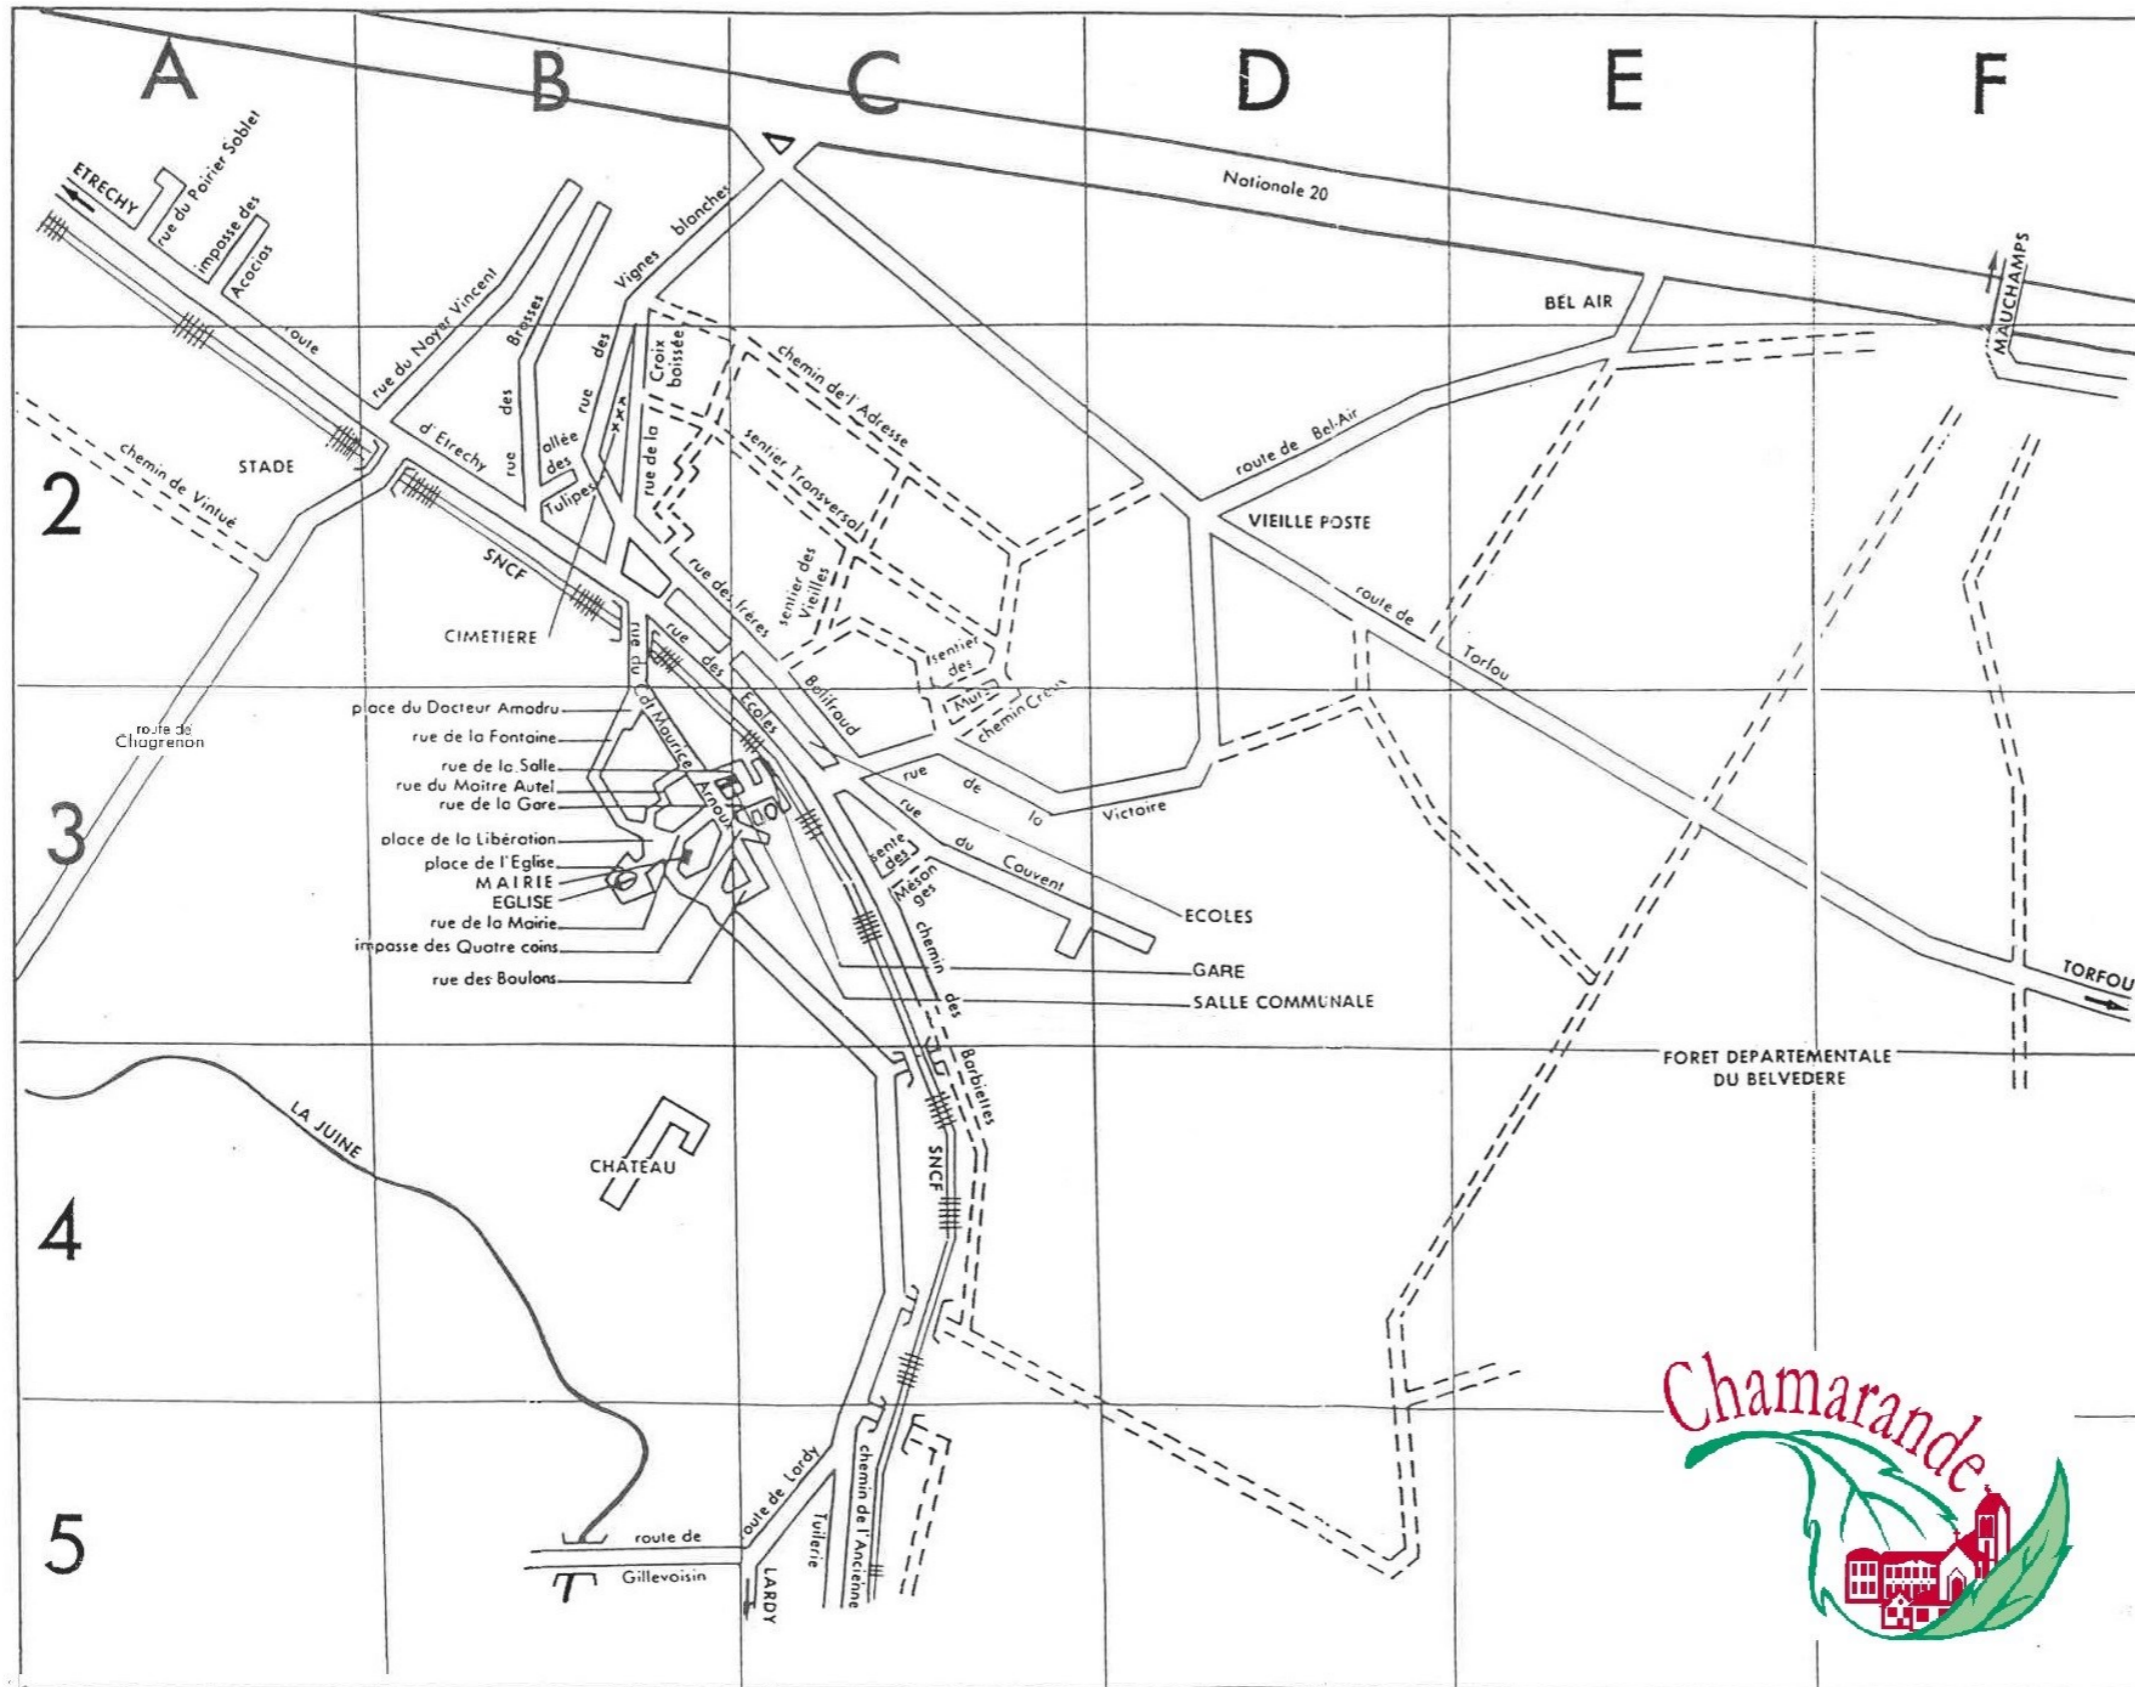 A
B
C
D
E
F
2
3
4
5
ETRECHY
rue du Poirier Soblet
impasse des
Acacias
route
d'Etrechy
rue du Noyer Vincent
rue des Brosses
allée
des
Tulipes
rue des Vignes blanches
Croix
boissée
rue de la
Nationale 20
BEL AIR
MAUCHAMPS
chemin de l'Adresse
sentier Transversal
sentier des
Vieilles
route de Bel-Air
VIEILLE POSTE
route de
Torfou
STADE
chemin de Vintué
SNCF
CIMETIERE
rue des frères
Bolifraud
rue des Ecoles
rue du Cdt Maurice Arnoux
sentier
des
Murs
chemin Creux
route de
Chagrenon
place du Docteur Amodru
rue de la Fontaine
rue de la Salle
rue du Maître Autel
rue de la Gare
place de la Libération
place de l'Eglise
MAIRIE
EGLISE
rue de la Mairie
impasse des Quatre coins
rue des Boulons
rue de la Victoire
rue du Couvent
sente
des
Méson
ges
ECOLES
GARE
SALLE COMMUNALE
chemin des Barbiettes
TORFOU
FORET DEPARTEMENTALE
DU BELVEDERE
LA JUINE
CHATEAU
SNCF
route de Lardy
chemin de l'Ancienne
Tuilerie
route de
Gillevoisin
LARDY
Chamarande